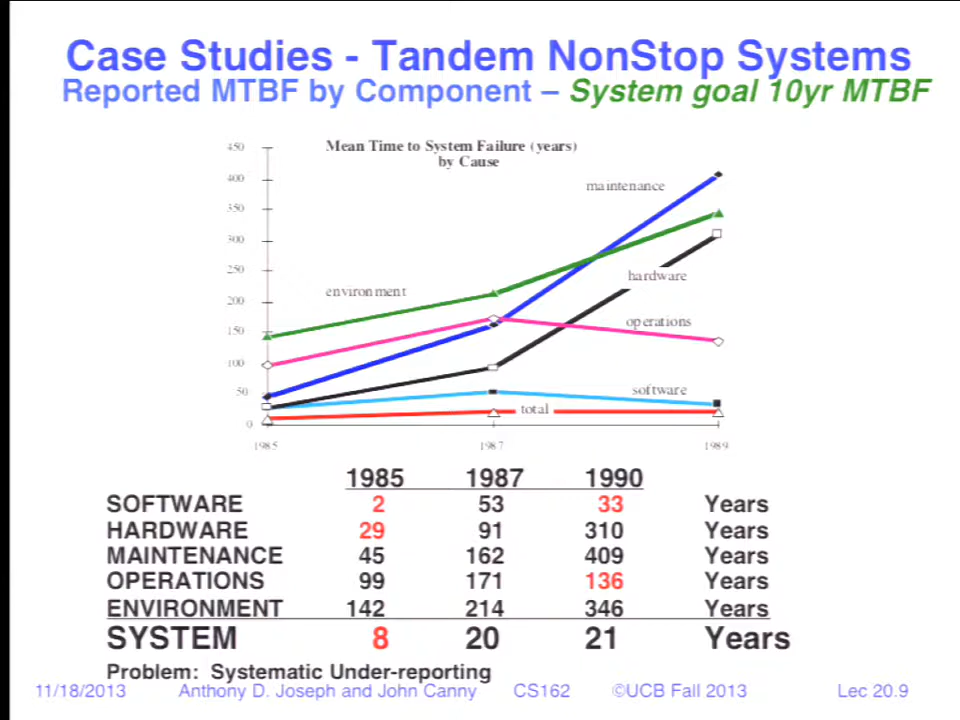 Case Studies - Tandem NonStop Systems
Reported MTBF by Component – System goal 10yr MTBF
Mean Time to System Failure (years)
by Cause
450
400
350
300
250
200
150
100
50
0
maintenance
hardware
environment
operations
software
total
1985 1987 1989
1985 1987 1990
SOFTWARE 2 53 33 Years
HARDWARE 29 91 310 Years
MAINTENANCE 45 162 409 Years
OPERATIONS 99 171 136 Years
ENVIRONMENT 142 214 346 Years
SYSTEM 8 20 21 Years
Problem: Systematic Under-reporting
11/18/2013 Anthony D. Joseph and John Canny CS162 ©UCB Fall 2013 Lec 20.9